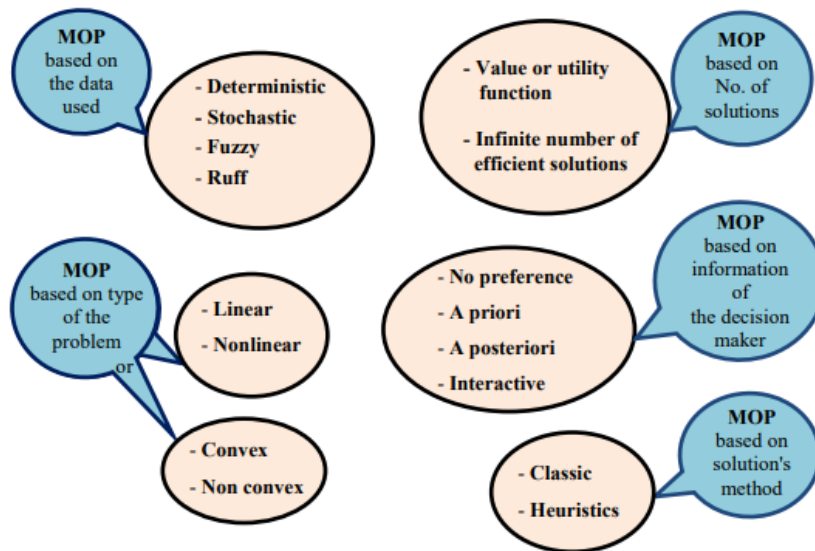 MOP
based on
the data
used
- Deterministic
- Stochastic
- Fuzzy
- Ruff
- Value or utility
function
- Infinite number of
efficient solutions
MOP
based on
No. of
solutions
MOP
based on type
of the
problem
or
- Linear
- Nonlinear
- Convex
- Non convex
- No preference
- A priori
- A posteriori
- Interactive
MOP
based on
information
of
the decision
maker
- Classic
- Heuristics
MOP
based on
solution's
method